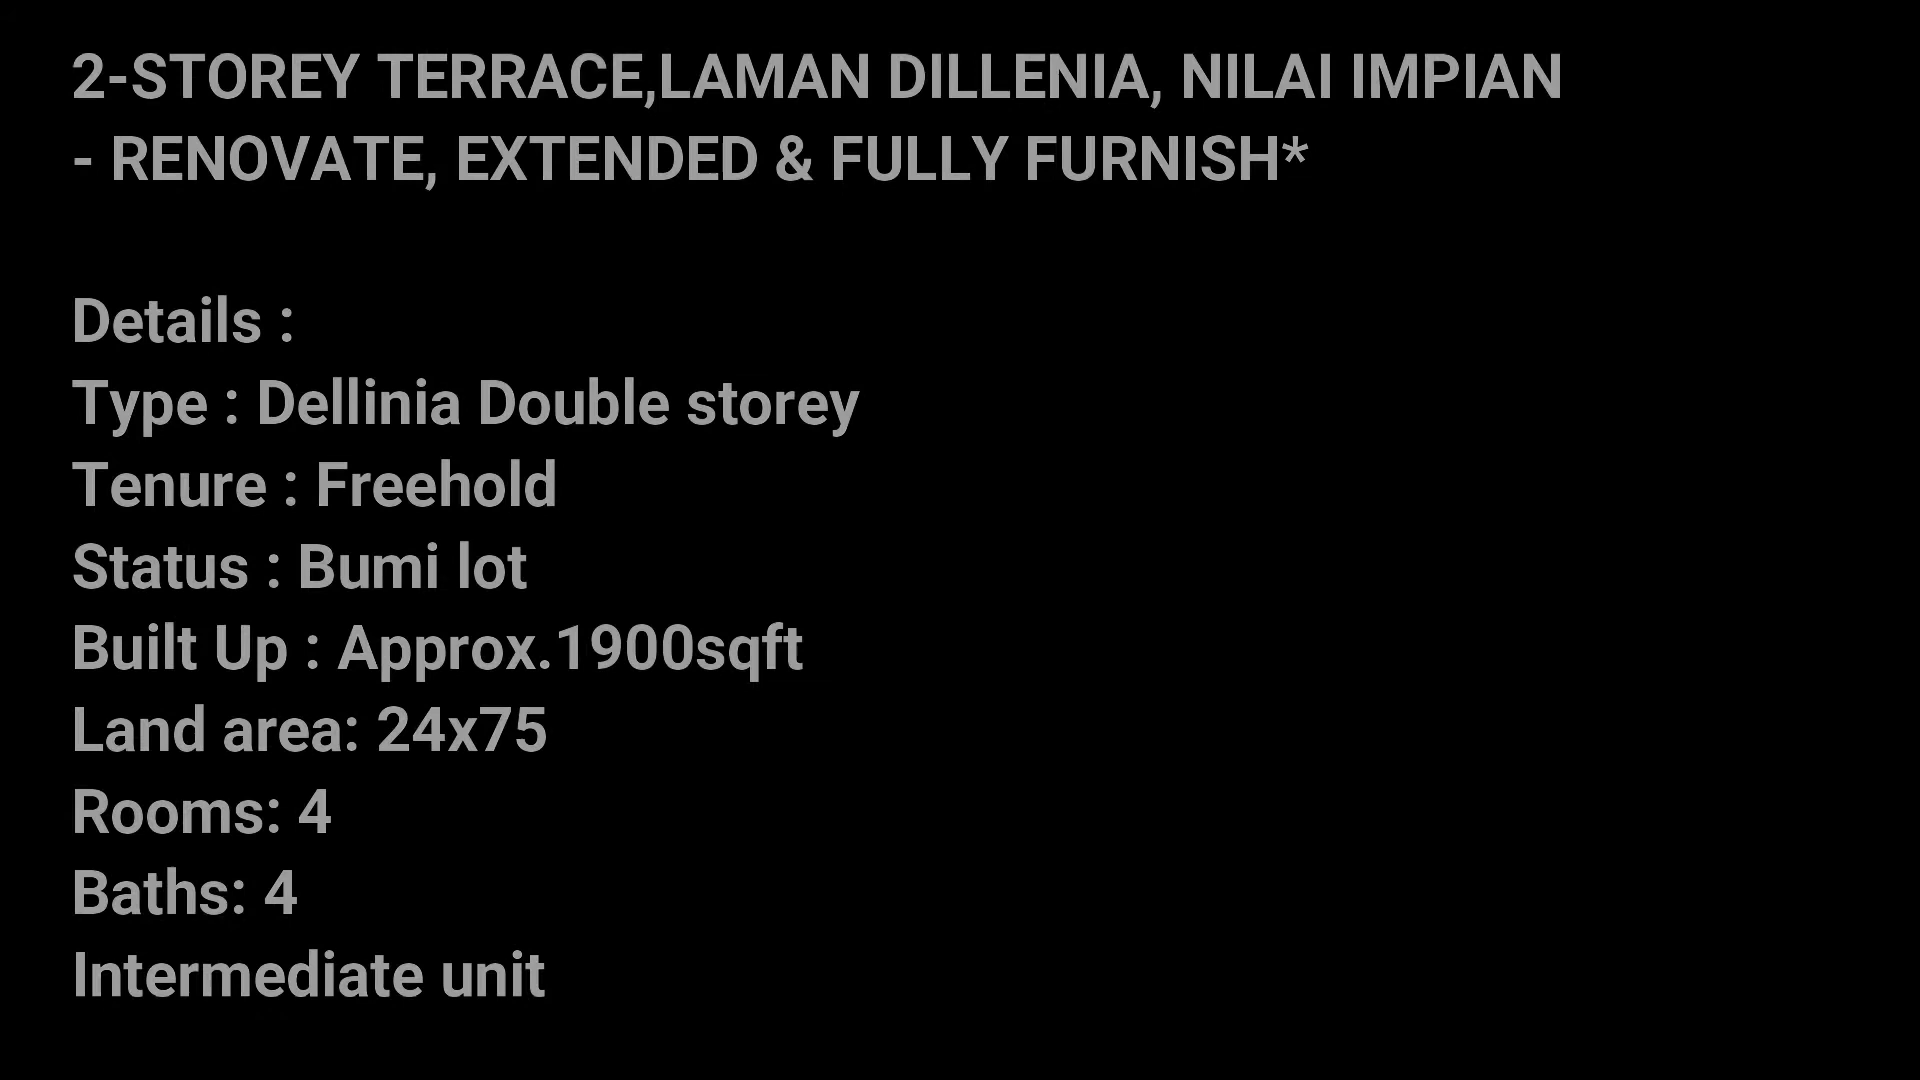 2-STOREY TERRACE,LAMAN DILLENIA, NILAI IMPIAN
- RENOVATE, EXTENDED & FULLY FURNISH*
Details :
Type : Dellinia Double storey
Tenure : Freehold
Status : Bumi lot
Built Up : Approx.1900sqft
Land area: 24x75
Rooms: 4
Baths: 4
Intermediate unit